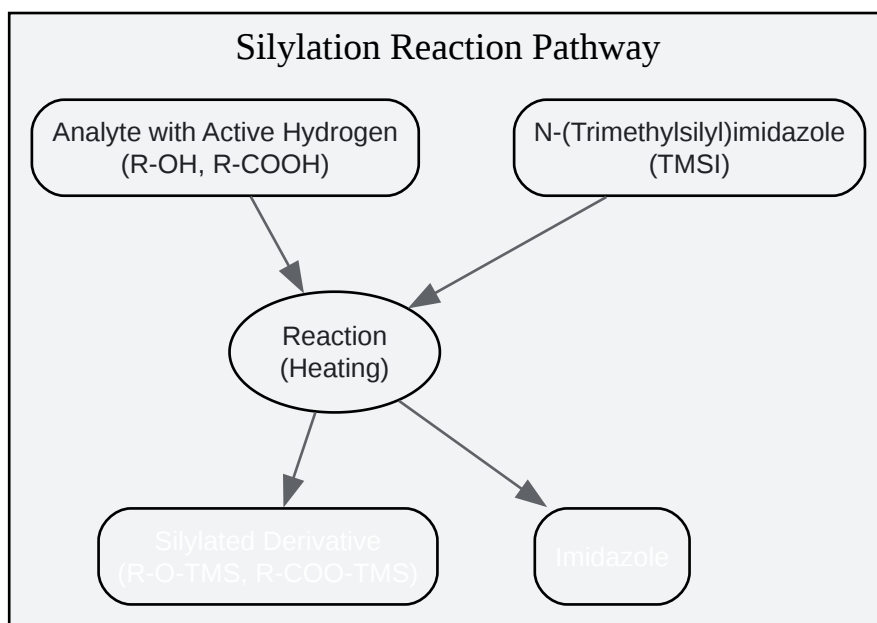 Silylation Reaction Pathway
Analyte with Active Hydrogen
(R-OH, R-COOH)
N-(Trimethylsilyl)imidazole
(TMSI)
Reaction
(Heating)
Silylated Derivative
(R-O-TMS, R-COO-TMS)
Imidazole